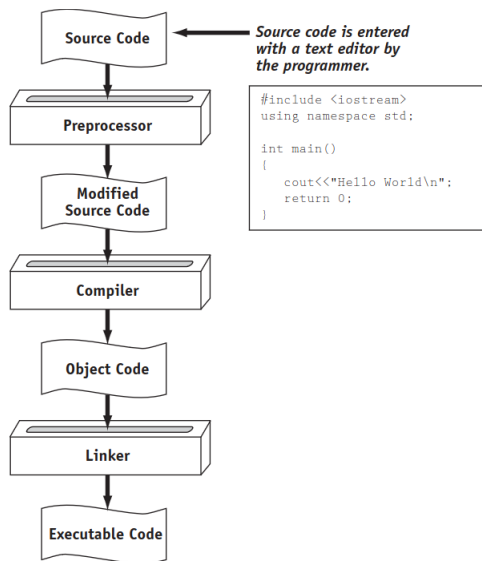 Source Code
Source code is entered
with a text editor by
the programmer.
#include <iostream>
using namespace std;
int main()
{
cout<<"Hello World\n";
return 0;
}
Preprocessor
Modified
Source Code
Compiler
Object Code
Linker
Executable Code